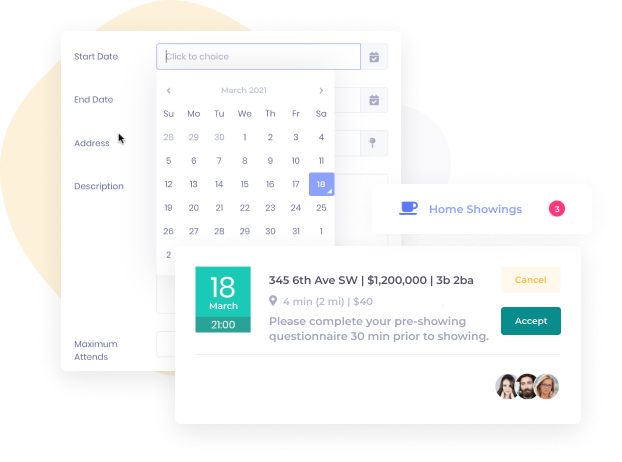 Start Date
Click to choice
March 2021
Su Mo Tu We Th Fr Sa
28 29 30 1 2 3 4
5 6 7 8 9 10 11
12 13 14 15 16 17 18
19 20 21 22 23 24 25
26 27 28 29 30 31 1
2
End Date
Address
Description
Maximum
Attends
Home Showings 3
18
March
21:00
345 6th Ave SW | $1,200,000 | 3b 2ba
4 min (2 mi) | $40
Please complete your pre-showing
questionnaire 30 min prior to showing.
Cancel
Accept